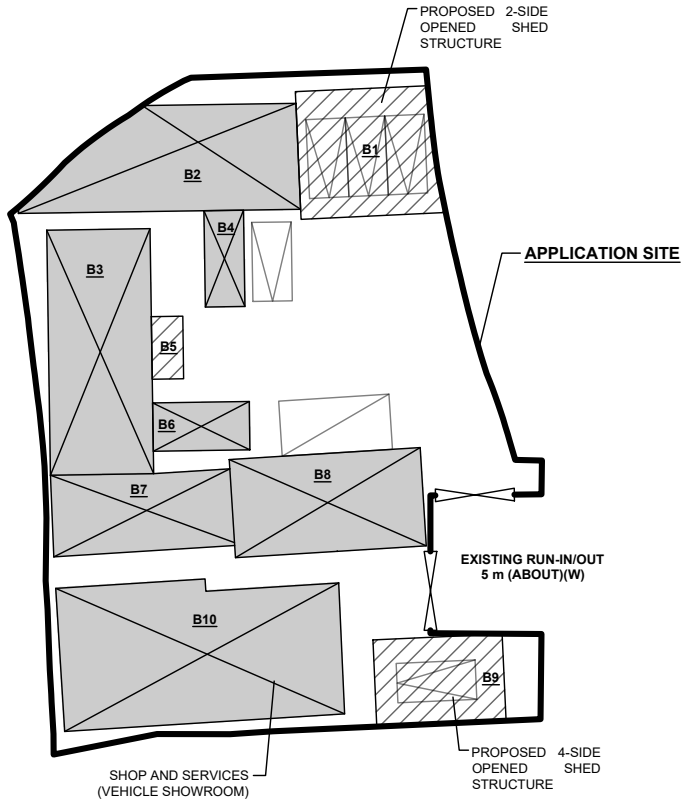 PROPOSED 2-SIDE
OPENED SHED
STRUCTURE
B1
B2
B4
APPLICATION SITE
B3
B5
B6
B8
B7
EXISTING RUN-IN/OUT
5 m (ABOUT)(W)
B10
B9
PROPOSED 4-SIDE
OPENED SHED
STRUCTURE
SHOP AND SERVICES
(VEHICLE SHOWROOM)